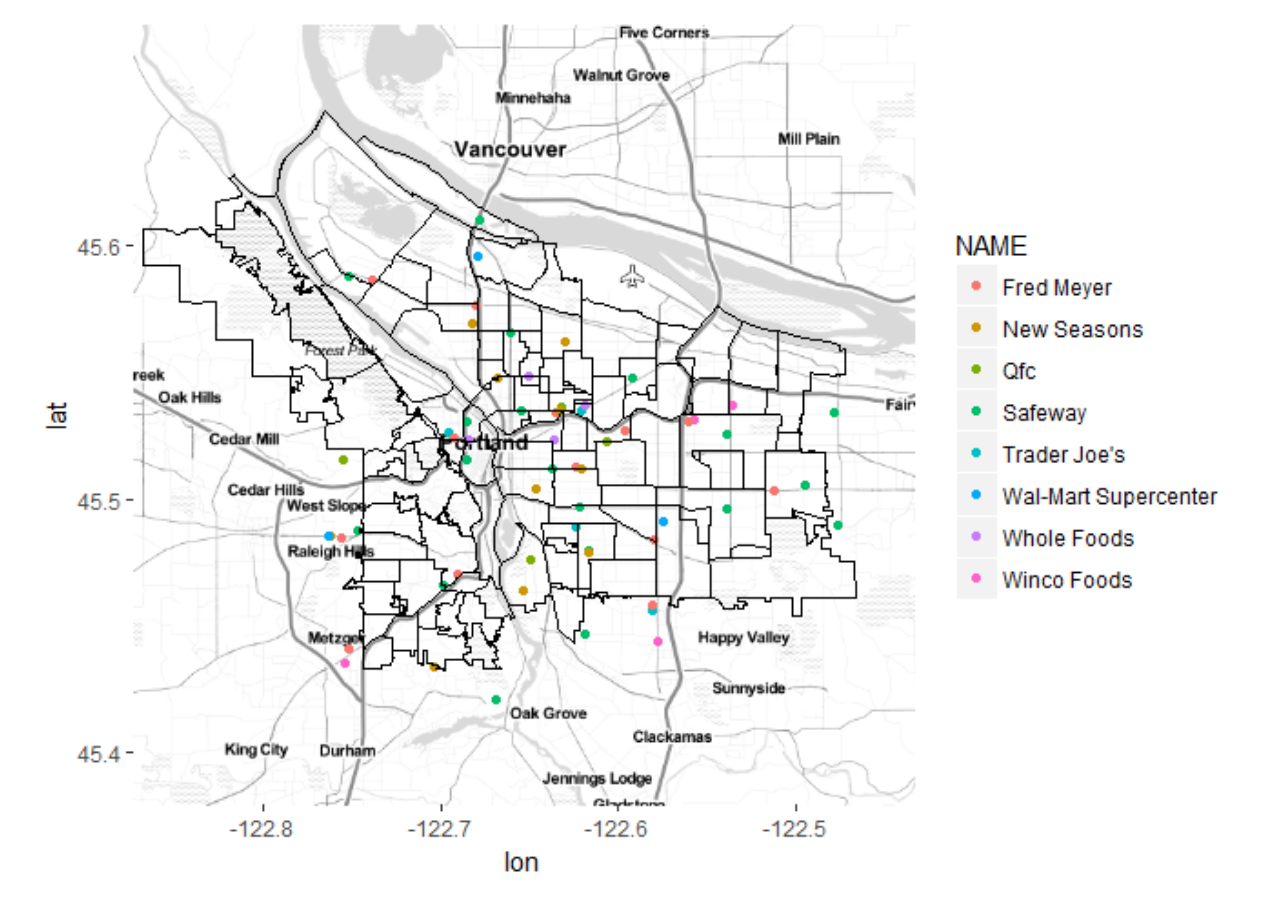 Five Corners
Walnut Grove
Minnehaha
Mill Plain
Vancouver
45.6
NAME
Fred Meyer
New Seasons
Forest Park
Qfc
reek
Oak Hills
Fair
Safeway
lat
Cedar Mill
Portland
Trader Joe's
Cedar Hills
45.5
West Slope
Wal-Mart Supercenter
Raleigh Hills
Whole Foods
Winco Foods
Metzger
Happy Valley
Sunnyside
Oak Grove
Clackamas
45.4
King City
Durham
Jennings Lodge
Gladstone
-122.8
-122.7
-122.6
-122.5
lon